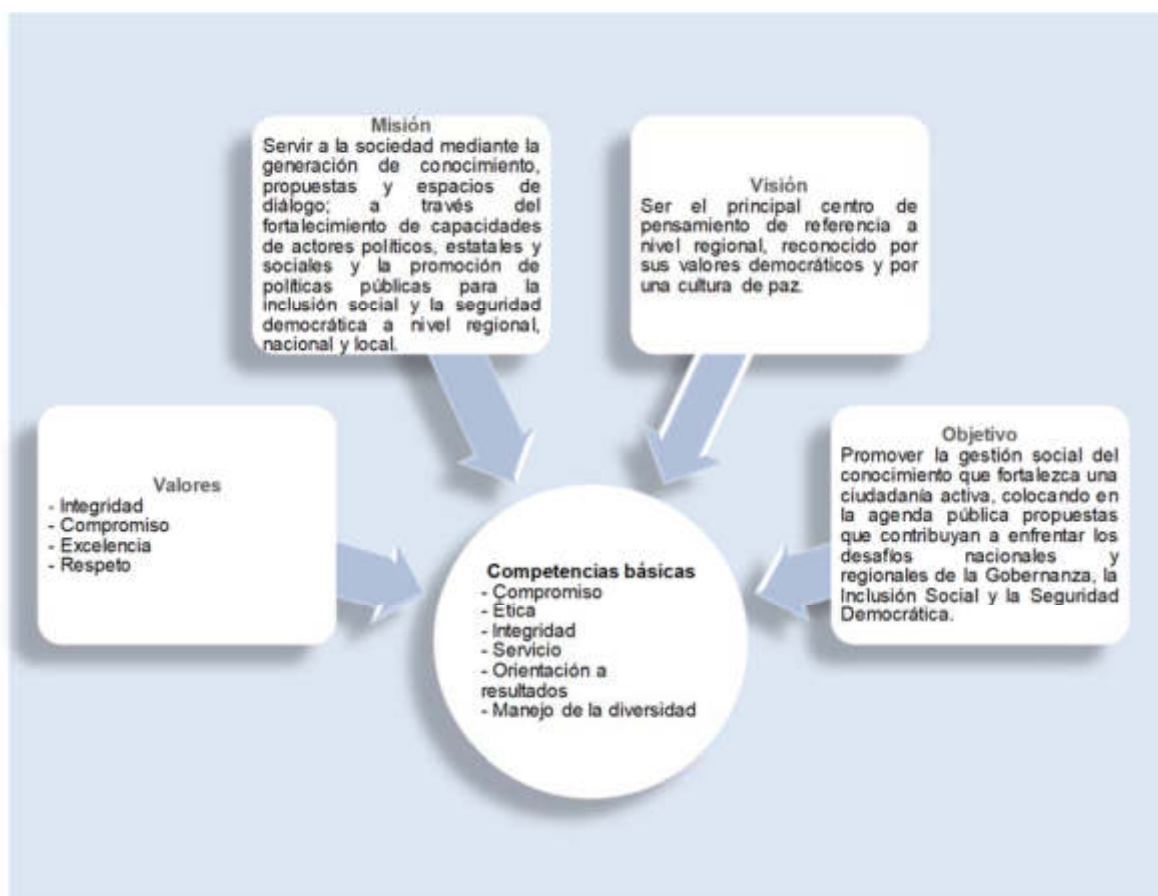 Misión
Servir a la sociedad mediante la
generación de conocimiento,
propuestas y espacios de
diálogo; a través del
fortalecimiento de capacidades
de actores políticos, estatales y
sociales y la promoción de
políticas públicas para la
inclusión social y la seguridad
democrática a nivel regional,
nacional y local.
Visión
Ser el principal centro de
pensamiento de referencia a
nivel regional, reconocido por
sus valores democráticos y por
una cultura de paz.
Valores
- Integridad
- Compromiso
- Excelencia
- Respeto
Objetivo
Promover la gestión social del
conocimiento que fortalezca una
ciudadanía activa, colocando en
la agenda pública propuestas
que contribuyan a enfrentar los
desafíos nacionales y
regionales de la Gobernanza, la
Inclusión Social y la Seguridad
Democrática.
Competencias básicas
- Compromiso
- Ética
- Integridad
- Servicio
- Orientación a
resultados
- Manejo de la diversidad